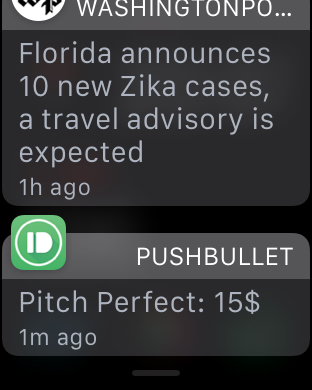 WASHINGTONPO...
Florida announces
10 new Zika cases,
a travel advisory is
expected
1h ago
PUSHBULLET
Pitch Perfect: 15$
1m ago